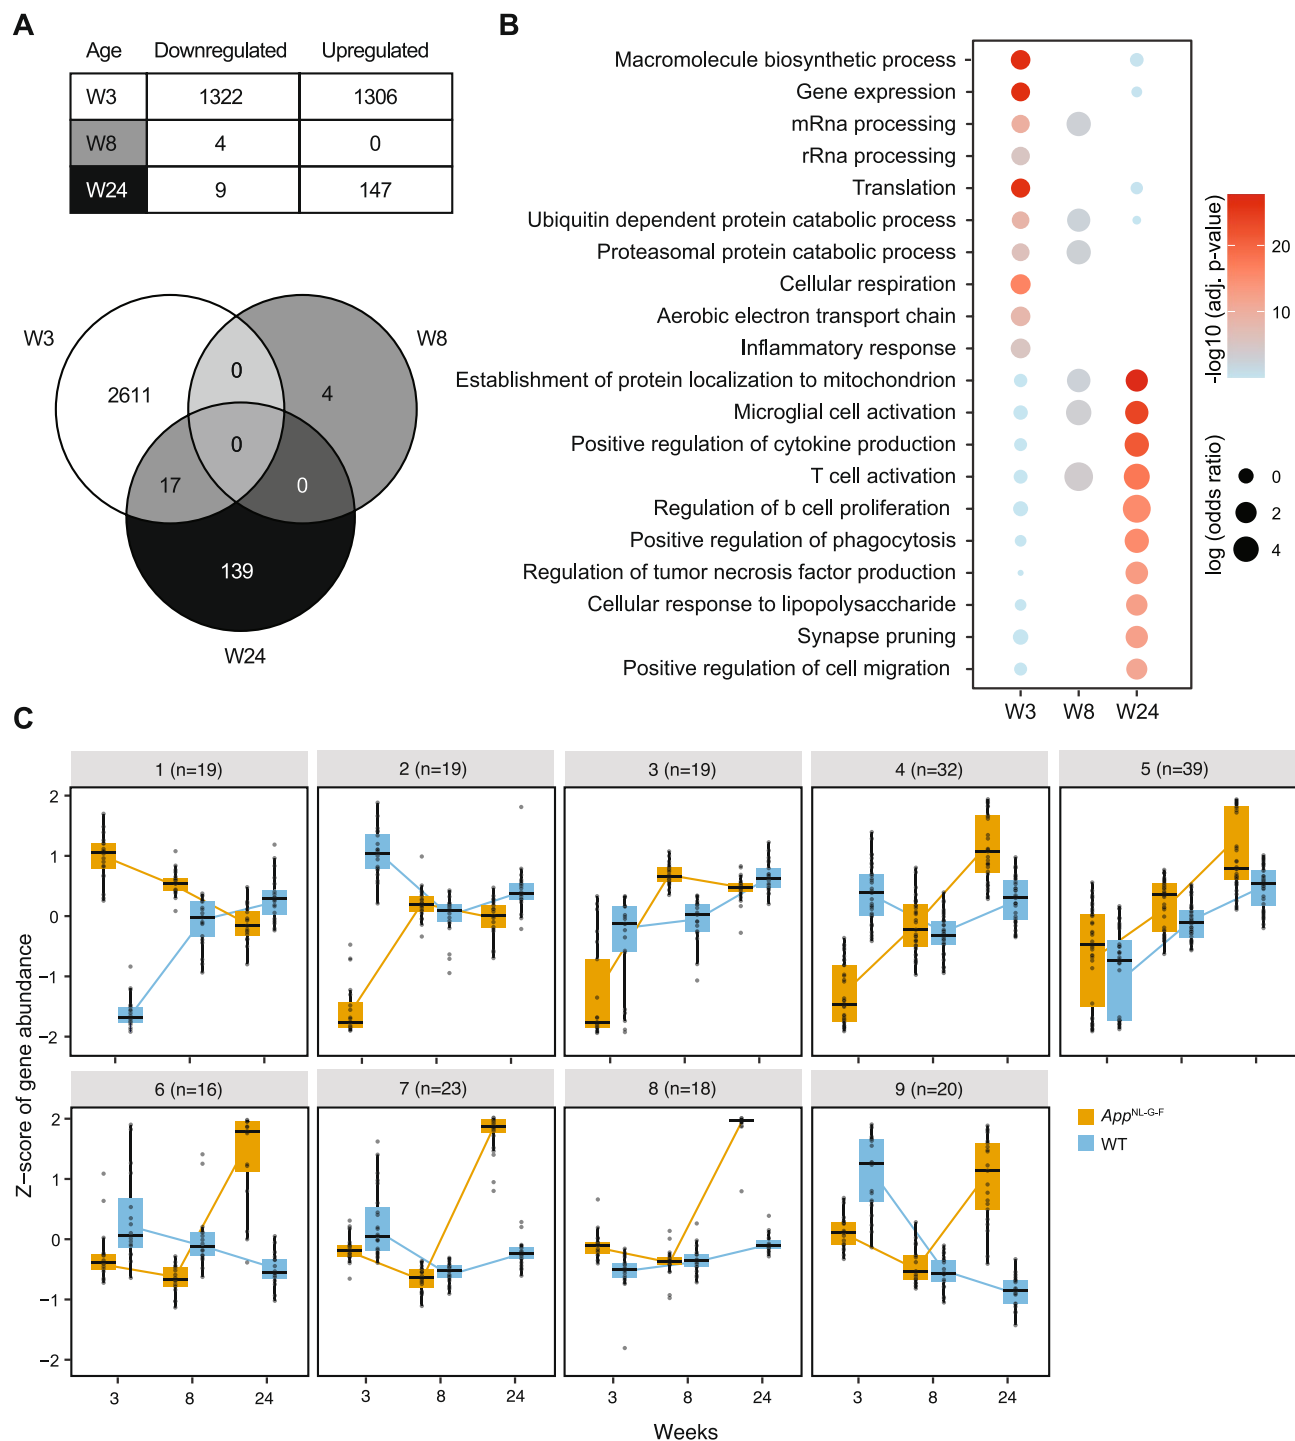 A
Age Downregulated Upregulated
W3 1322 1306
W8 4 0
W24 9 147
W3
W8
2611
0
4
0
17
0
139
W24
B
Macromolecule biosynthetic process
Gene expression
mRna processing
rRna processing
Translation
Ubiquitin dependent protein catabolic process
Proteasomal protein catabolic process
Cellular respiration
Aerobic electron transport chain
Inflammatory response
Establishment of protein localization to mitochondrion
Microglial cell activation
Positive regulation of cytokine production
T cell activation
Regulation of b cell proliferation
Positive regulation of phagocytosis
Regulation of tumor necrosis factor production
Cellular response to lipopolysaccharide
Synapse pruning
Positive regulation of cell migration
W3 W8 W24
-log10 (adj. p-value)
20
10
log (odds ratio)
0
2
4
C
Z-score of gene abundance
1 (n=19) 2 (n=19) 3 (n=19) 4 (n=32) 5 (n=39)
2
1
0
−1
−2
6 (n=16) 7 (n=23) 8 (n=18) 9 (n=20)
2
1
0
−1
−2
3 8 24 3 8 24 3 8 24 3 8 24
Weeks
App^NL-G-F
WT